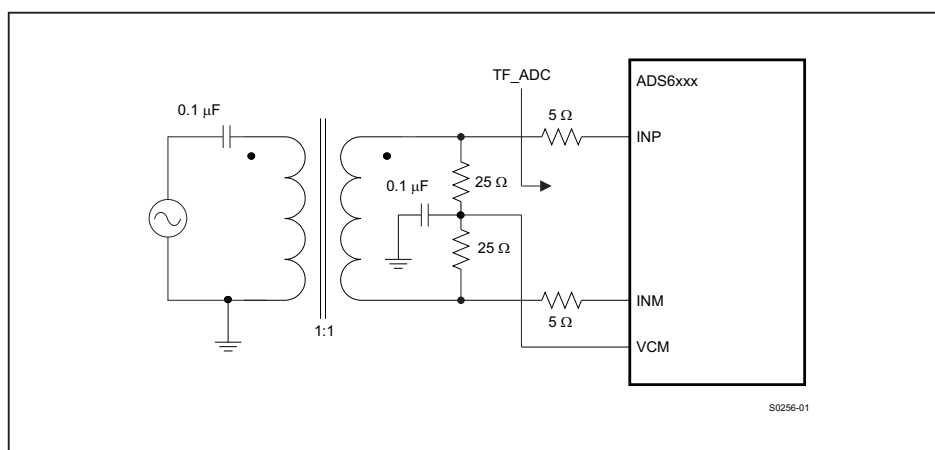 TF_ADC
ADS6xxx
0.1 μF
5 Ω
INP
0.1 μF
25 Ω
25 Ω
INM
5 Ω
1:1
VCM
S0256-01